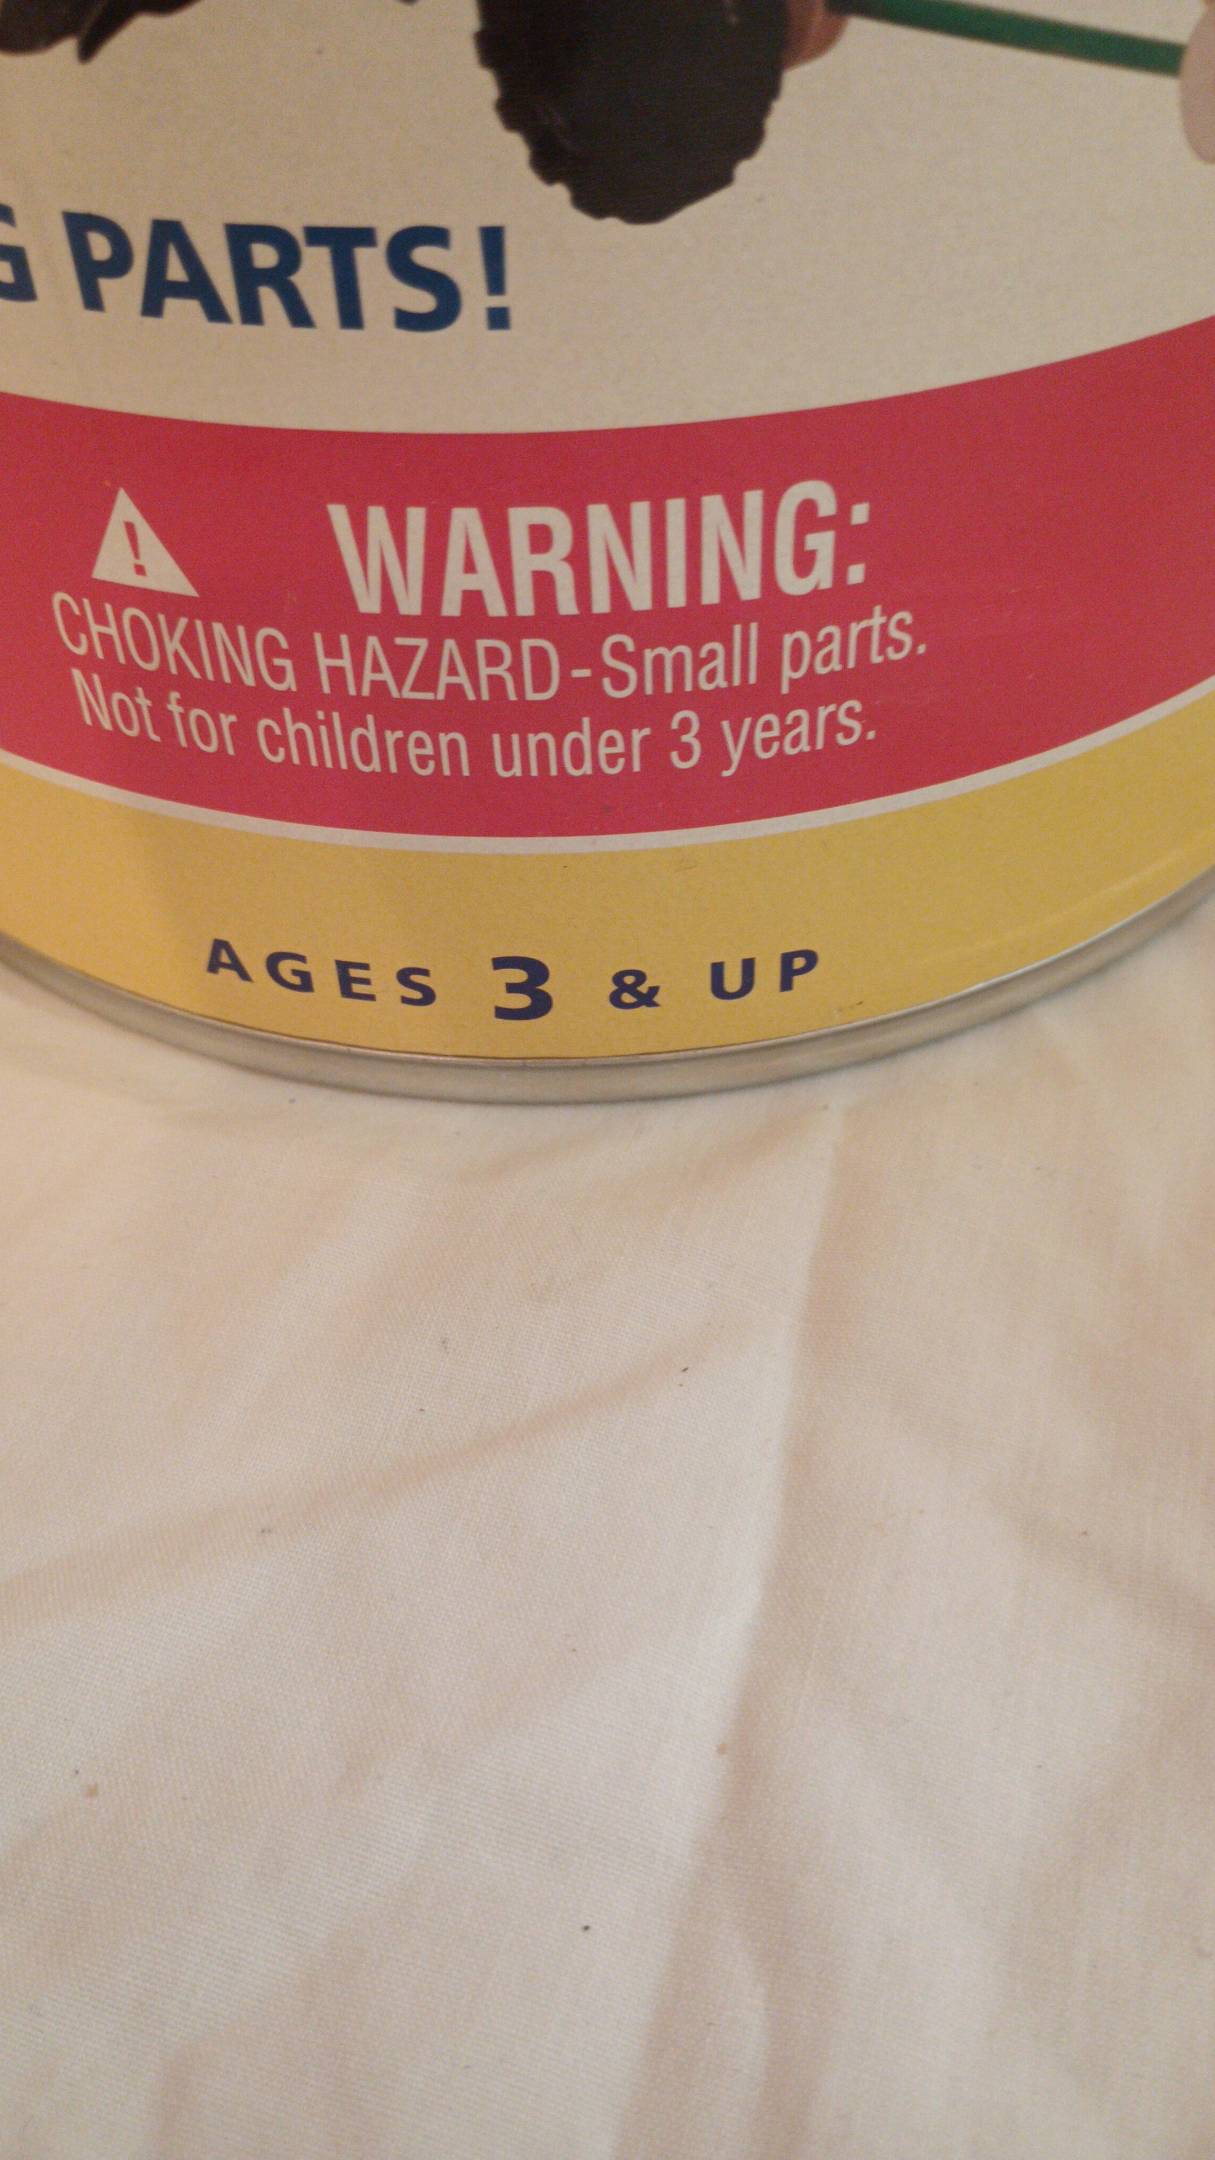 G PARTS!
! WARNING:
CHOKING HAZARD-Small parts.
Not for children under 3 years.
AGES 3 & UP